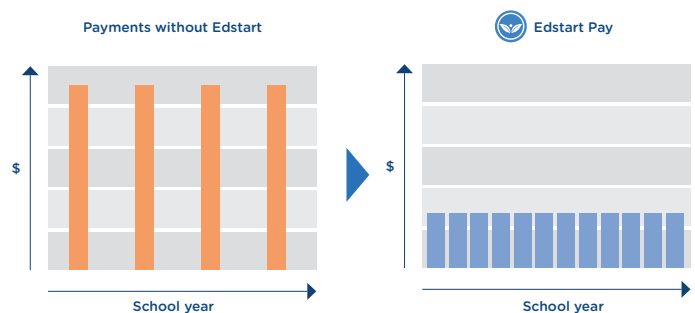 Payments without Edstart
Edstart Pay
$
$
School year
School year